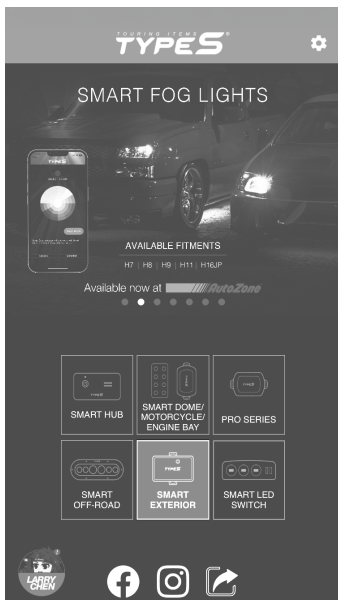 TOURING ITEMS
TYPE S®
SMART FOG LIGHTS
AVAILABLE FITMENTS
H7 | H8 | H9 | H11 | H16JP
Available now at AutoZone
SMART HUB
SMART DOME/
MOTORCYCLE/
ENGINE BAY
PRO SERIES
SMART
OFF-ROAD
TYPE S
SMART
EXTERIOR
SMART LED
SWITCH
LARRY
CHEN